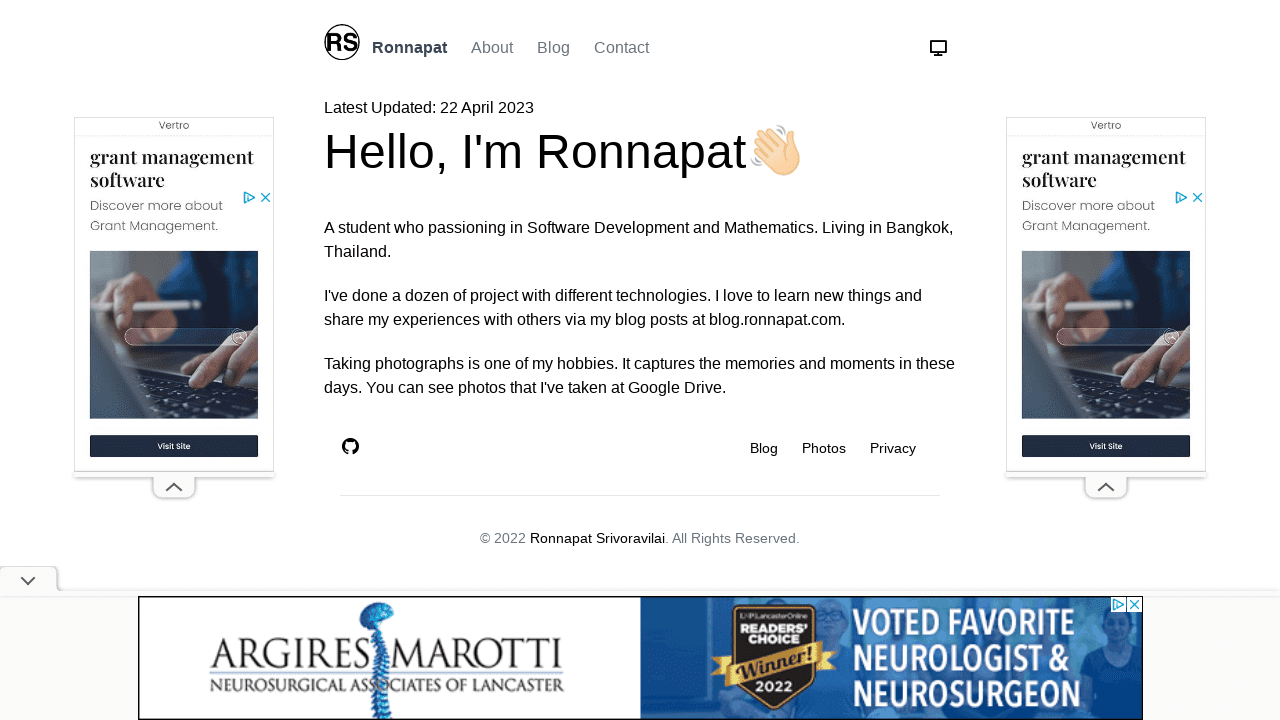 RS
Ronnapat About Blog Contact
Latest Updated: 22 April 2023
Hello, I'm Ronnapat👋🏻
A student who passioning in Software Development and Mathematics. Living in Bangkok,
Thailand.
I've done a dozen of project with different technologies. I love to learn new things and
share my experiences with others via my blog posts at blog.ronnapat.com.
Taking photographs is one of my hobbies. It captures the memories and moments in these
days. You can see photos that I've taken at Google Drive.
Blog Photos Privacy
© 2022 Ronnapat Srivoravilai. All Rights Reserved.
Vertro
grant management
software
Discover more about
Grant Management.
Visit Site
Vertro
grant management
software
Discover more about
Grant Management.
Visit Site
ARGIRES MAROTTI
NEUROSURGICAL ASSOCIATES OF LANCASTER
LNP LancasterOnline
READERS'
CHOICE
Winner!
2022
VOTED FAVORITE
NEUROLOGIST &
NEUROSURGEON